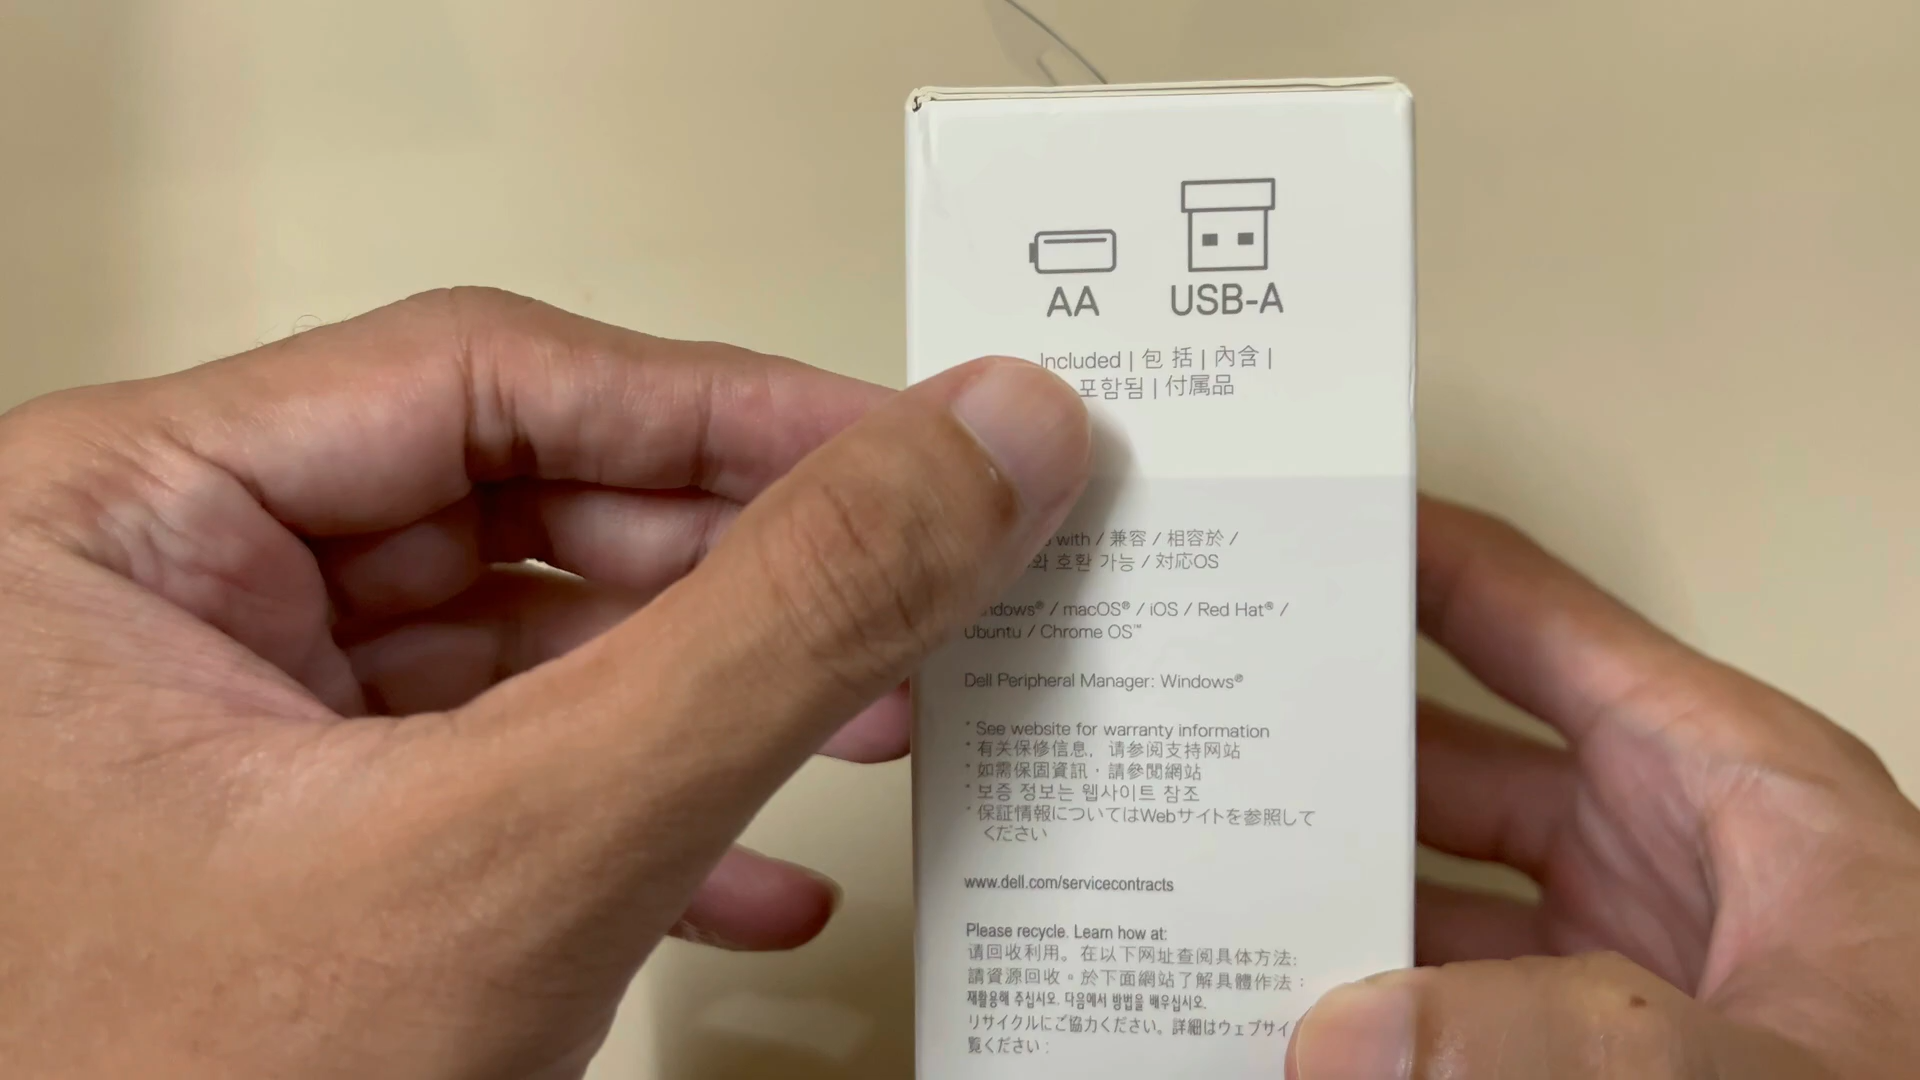 AA
USB-A
Included | 包 括 | 內含 |
포함됨 | 付属品
with / 兼容 / 相容於 /
와 호환 가능 / 対応OS
/ macOS® / iOS / Red Hat® /
Ubuntu / Chrome OS™
Dell Peripheral Manager: Windows®
* See website for warranty information
* 有关保修信息，请参阅支持网站
* 如需保固資訊，請參閱網站
* 보증 정보는 웹사이트 참조
* 保証情報についてはWebサイトを参照して
ください
www.dell.com/servicecontracts
Please recycle. Learn how at:
请回收利用。在以下网址查阅具体方法:
請資源回收。於下面網站了解具體作法：
재활용해 주십시오. 다음에서 방법을 배우십시오.
リサイクルにご協力ください。詳細はウェブサイ
覧ください：